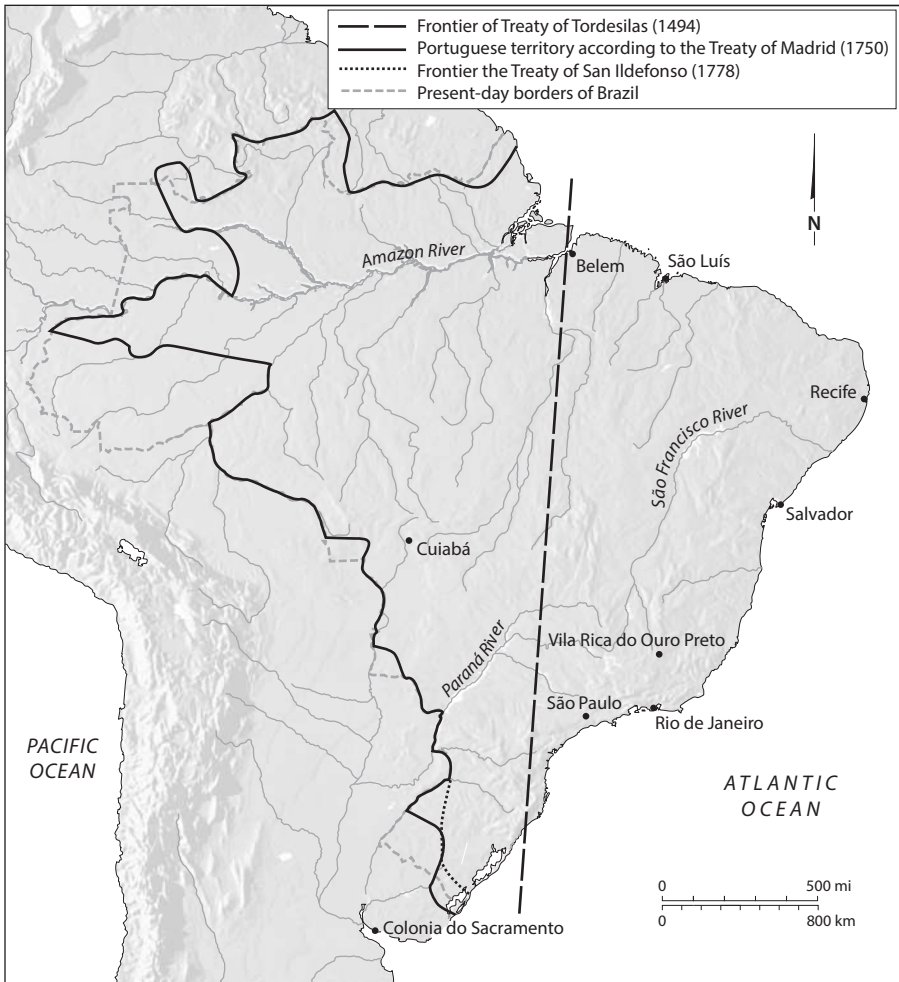 Frontier of Treaty of Tordesilas (1494)
Portuguese territory according to the Treaty of Madrid (1750)
Frontier the Treaty of San Ildefonso (1778)
Present-day borders of Brazil
N
Amazon River
Belem
São Luís
Recife
São Francisco River
Salvador
Cuiabá
Paraná River
Vila Rica do Ouro Preto
São Paulo
Rio de Janeiro
PACIFIC
OCEAN
ATLANTIC
OCEAN
0 500 mi
0 800 km
Colonia do Sacramento